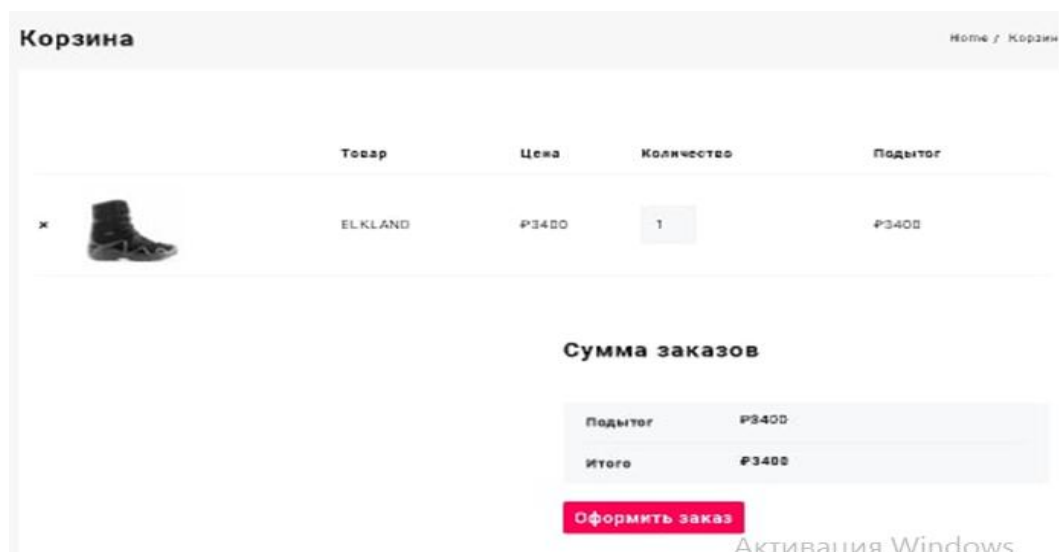 Корзина
Home / Корзин
Товар Цена Количество Подытог
× ELKLAND ₽3400 1 ₽3400
Сумма заказов
Подытог ₽3400
Итого ₽3400
Оформить заказ
Активация Windows